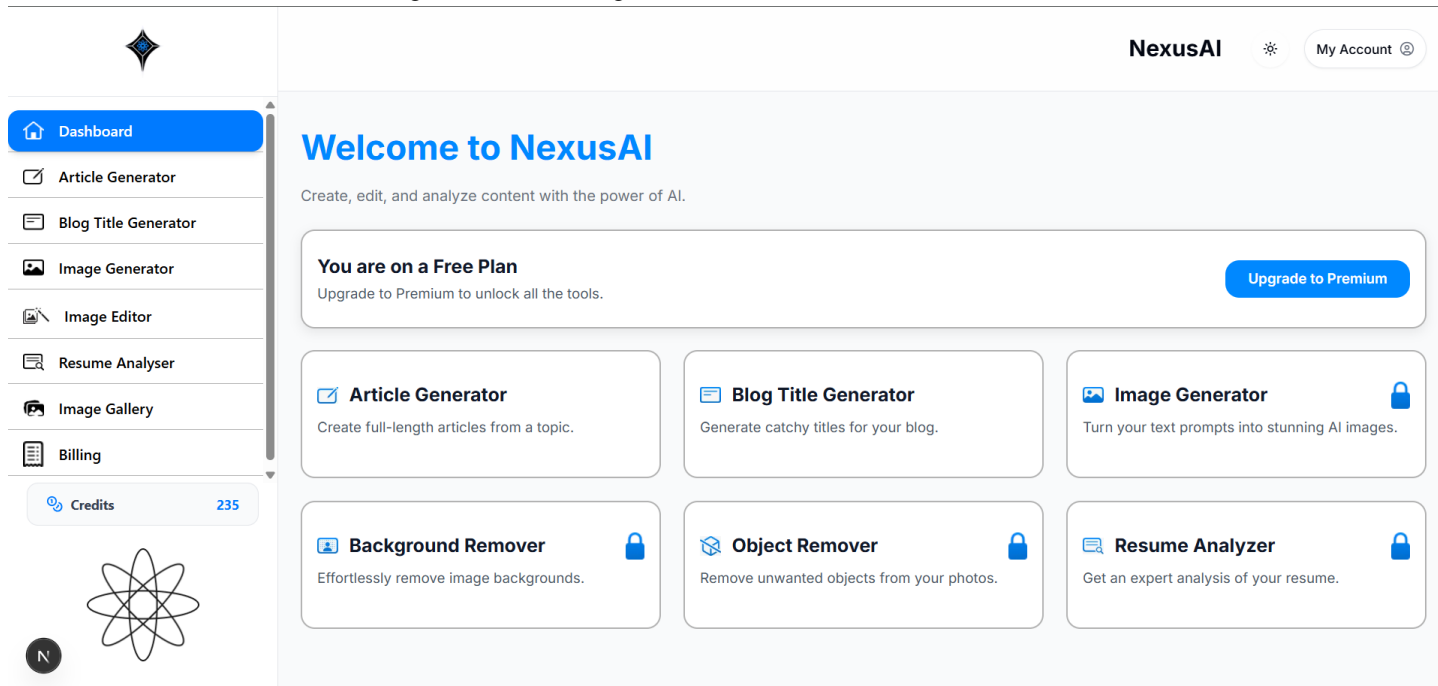 NexusAI
My Account
Dashboard
Article Generator
Blog Title Generator
Image Generator
Image Editor
Resume Analyser
Image Gallery
Billing
Credits 235
N
Welcome to NexusAI
Create, edit, and analyze content with the power of AI.
You are on a Free Plan
Upgrade to Premium to unlock all the tools.
Upgrade to Premium
Article Generator
Create full-length articles from a topic.
Blog Title Generator
Generate catchy titles for your blog.
Image Generator
Turn your text prompts into stunning AI images.
Background Remover
Effortlessly remove image backgrounds.
Object Remover
Remove unwanted objects from your photos.
Resume Analyzer
Get an expert analysis of your resume.